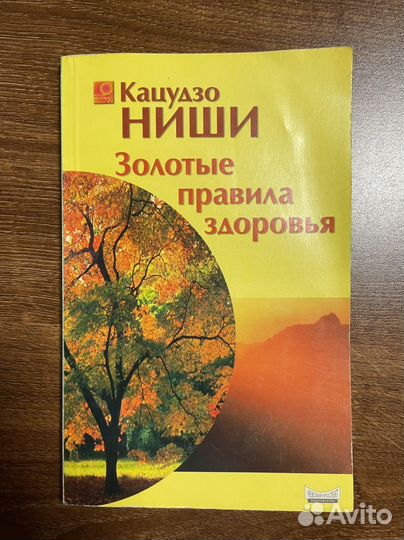 Кацудзо
НИШИ
Золотые
правила
здоровья
Avito